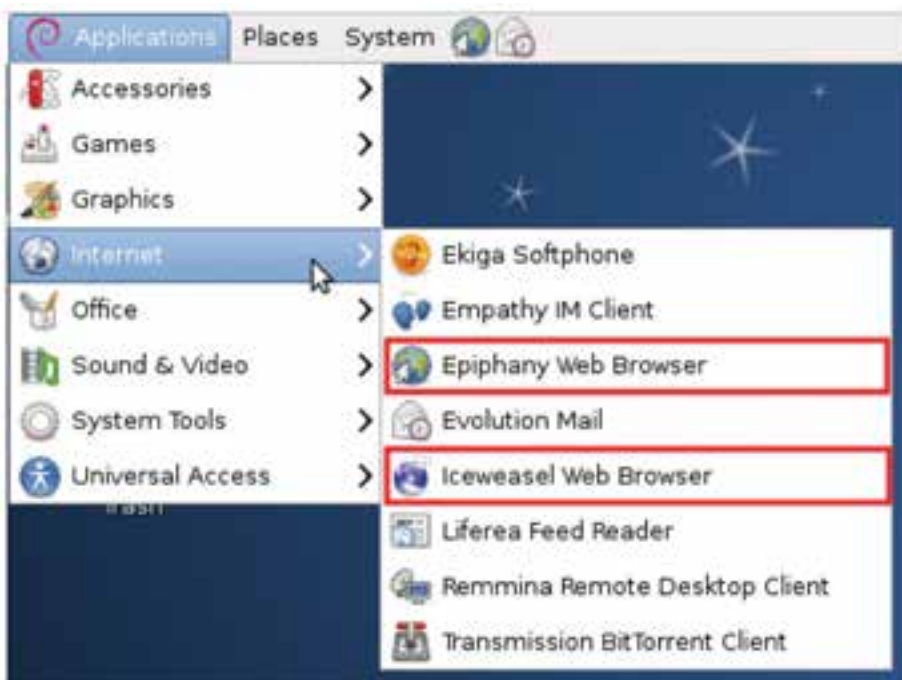 Applications Places System
Accessories
Games
Graphics
Internet
Office
Sound & Video
System Tools
Universal Access
Trash
Ekiga Softphone
Empathy IM Client
Epiphany Web Browser
Evolution Mail
Iceweasel Web Browser
Liferea Feed Reader
Remmina Remote Desktop Client
Transmission BitTorrent Client